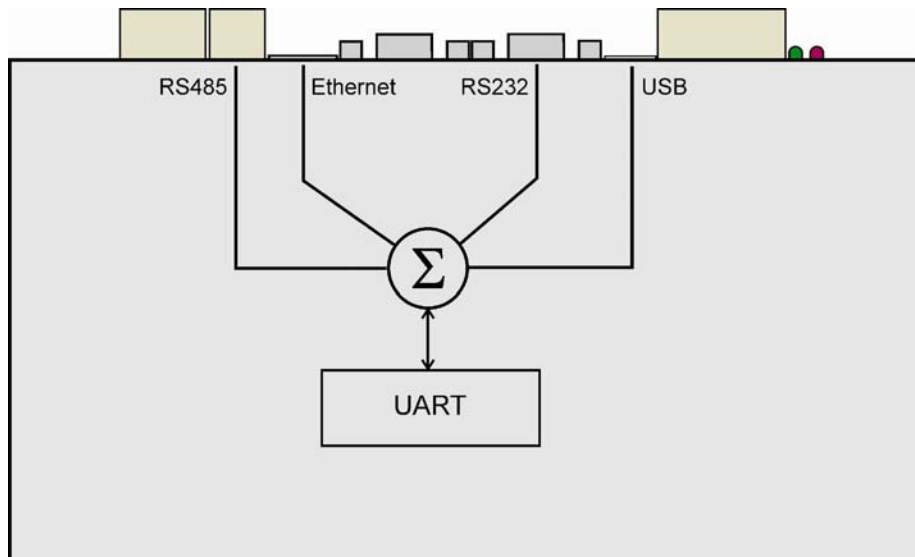 RS485
Ethernet
RS232
USB
Σ
UART